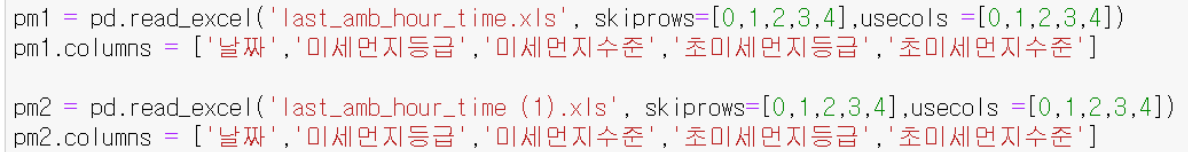 pm1 = pd.read_excel('last_amb_hour_time.xls', skiprows=[0,1,2,3,4],usecols =[0,1,2,3,4])
pm1.columns = ['날짜','미세먼지등급','미세먼지수준','초미세먼지등급','초미세먼지수준']
pm2 = pd.read_excel('last_amb_hour_time (1).xls', skiprows=[0,1,2,3,4],usecols =[0,1,2,3,4])
pm2.columns = ['날짜','미세먼지등급','미세먼지수준','초미세먼지등급','초미세먼지수준']